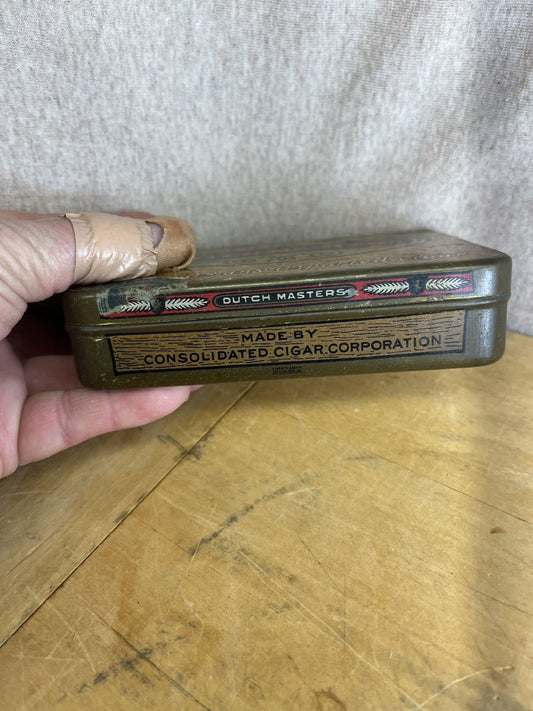 DUTCH MASTERS
MADE BY
CONSOLIDATED CIGAR CORPORATION